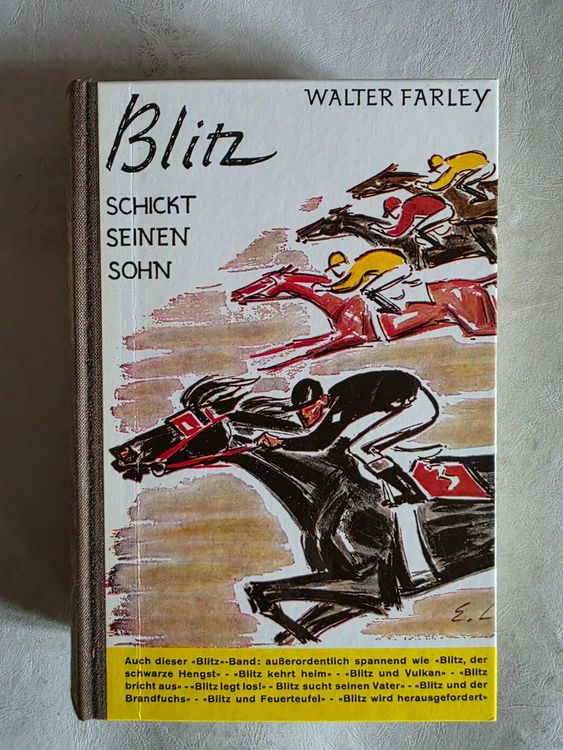 WALTER FARLEY
Blitz
SCHICKT
SEINEN
SOHN
E. L
Auch dieser «Blitz»-Band: außerordentlich spannend wie «Blitz, der
schwarze Hengst» - «Blitz kehrt heim» - «Blitz und Vulkan» - «Blitz
bricht aus» - «Blitz legt los!» - Blitz sucht seinen Vater» - «Blitz und der
Brandfuchs» - «Blitz und Feuerteufel» - «Blitz wird herausgefordert»